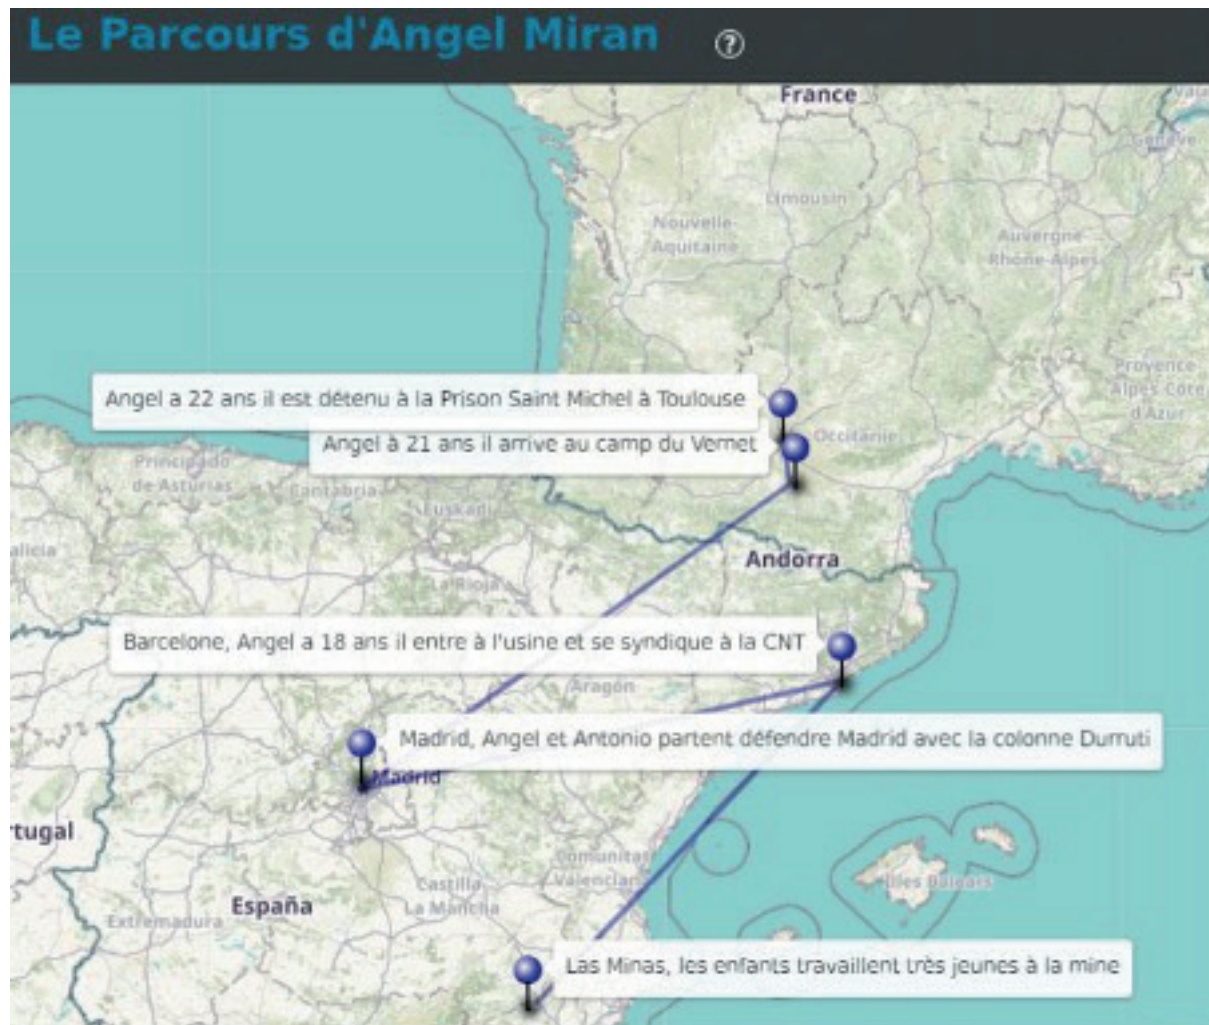 Le Parcours d'Angel Miran ?
France
Genève
Limousin
Nouvelle-
Aquitaine
Auvergne-
Rhône-Alpes
Provence-
Alpes-Côte
d'Azur
Angel a 22 ans il est détenu à la Prison Saint Michel à Toulouse
Angel à 21 ans il arrive au camp du Vernet
Occitanie
Principado
de Asturias
Cantabria
Euskadi
alicia
La Rioja
Andorra
Barcelone, Angel a 18 ans il entre à l'usine et se syndique à la CNT
Aragón
Madrid, Angel et Antonio partent défendre Madrid avec la colonne Durruti
Madrid
rtugal
Comunitat
Valenciana
Castilla-
La Mancha
Illes Balears
España
Extremadura
Las Minas, les enfants travaillent très jeunes à la mine